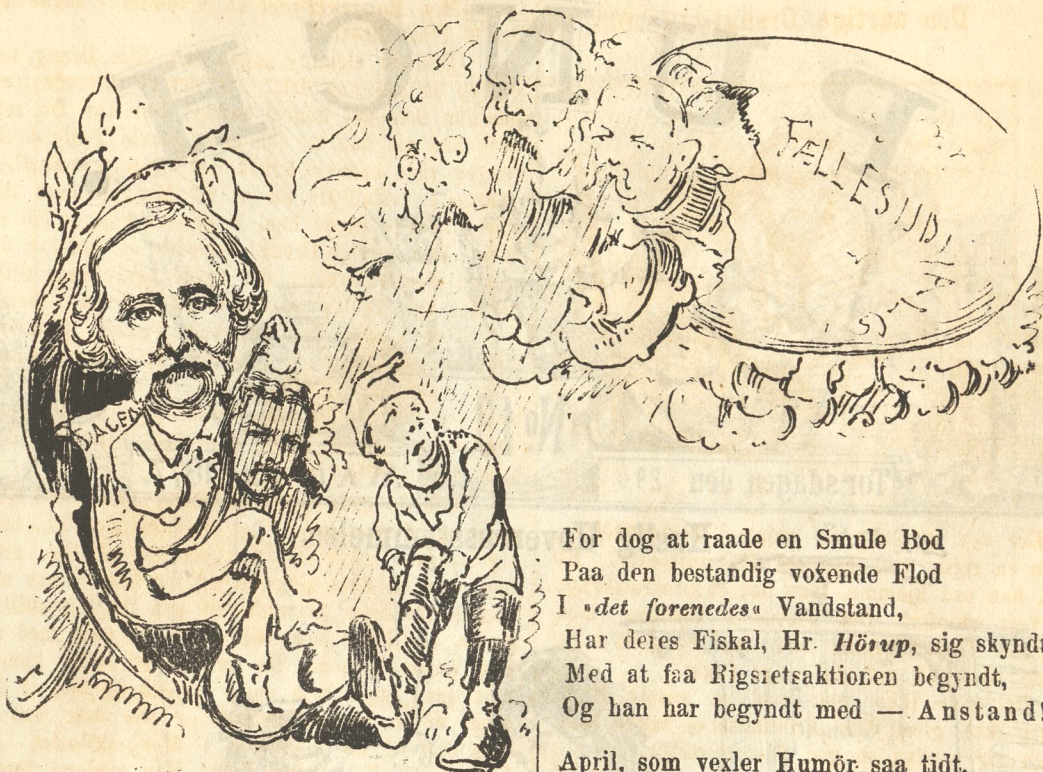 FÆLLESUDVALG
DAGEN
For dog at raade en Smule Bod
Paa den bestandig voxende Flod
I »det forenedes« Vandstand,
Har deres Fiskal, Hr. Hörup, sig skyndt
Med at faa Rigsretsaktionen begyndt,
Og han har begyndt med — Anstand!
April, som vexler Humör saa tidt,